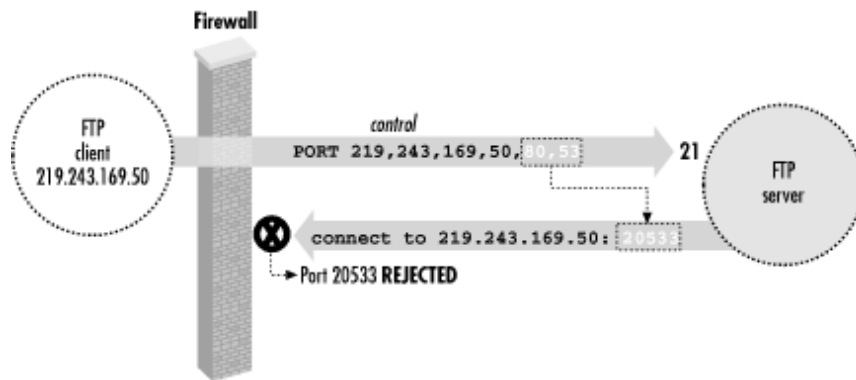 Firewall
FTP
client
219.243.169.50
control
PORT 219,243,169,50,80,53
21
FTP
server
connect to 219.243.169.50: 20533
X
Port 20533 REJECTED